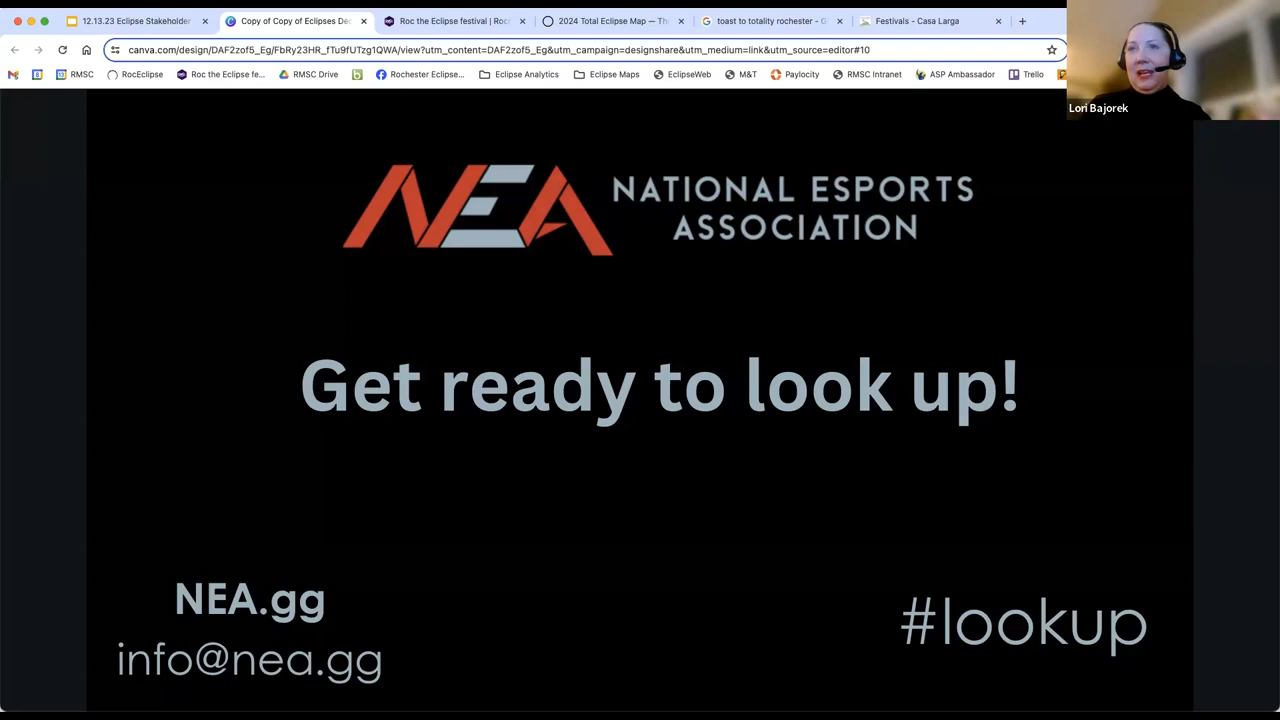 12.13.23 Eclipse Stakeholder
Copy of Copy of Eclipses Dec
Roc the Eclipse festival | Roc
2024 Total Eclipse Map — Th
toast to totality rochester - G
Festivals - Casa Larga
canva.com/design/DAF2zof5_Eg/FbRy23HR_fTu9fUTzg1QWA/view?utm_content=DAF2zof5_Eg&utm_campaign=designshare&utm_medium=link&utm_source=editor#10
RMSC
RocEclipse
Roc the Eclipse fe...
RMSC Drive
Rochester Eclipse...
Eclipse Analytics
Eclipse Maps
EclipseWeb
M&T
Paylocity
RMSC Intranet
ASP Ambassador
Trello
Lori Bajorek
NEA
NATIONAL ESPORTS
ASSOCIATION
Get ready to look up!
NEA.gg
info@nea.gg
#lookup